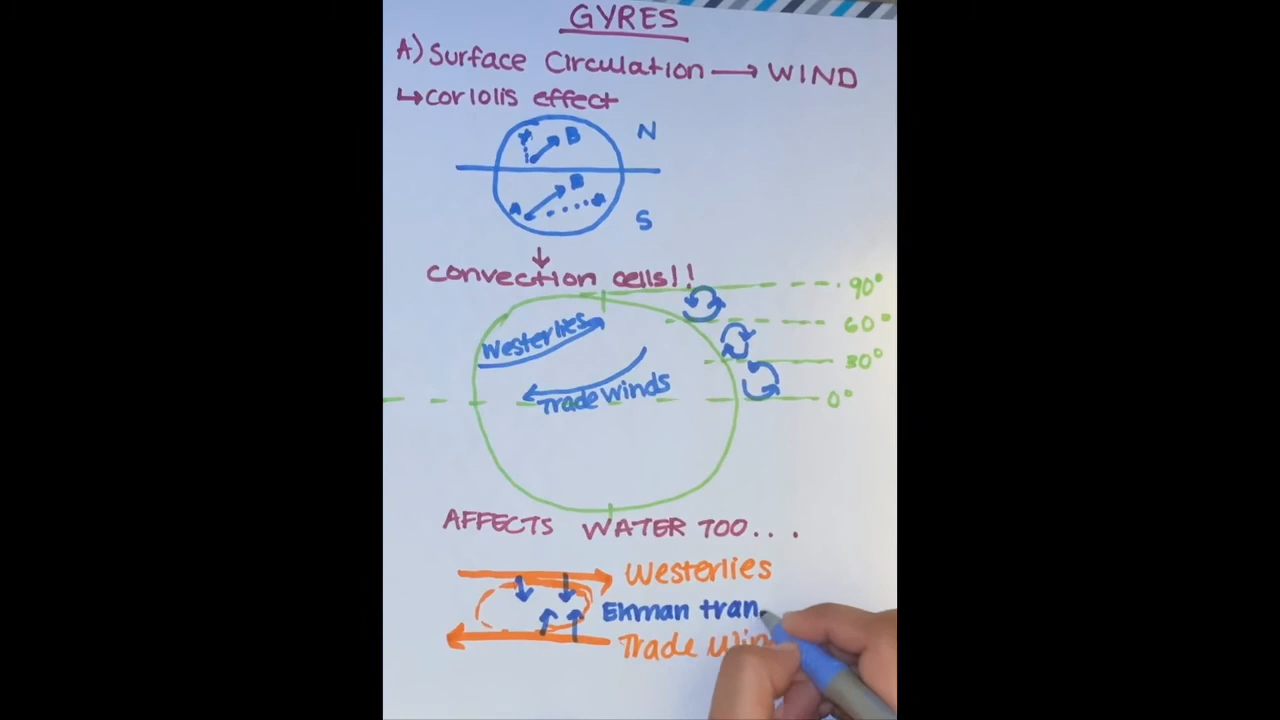 GYRES
A) Surface Circulation → WIND
↳ coriolis effect
B
N
B
A
A
S
↓
convection cells!!
90°
Westerlies
60°
30°
Trade Winds
0°
AFFECTS WATER TOO...
Westerlies
Ekman tran
Trade Win